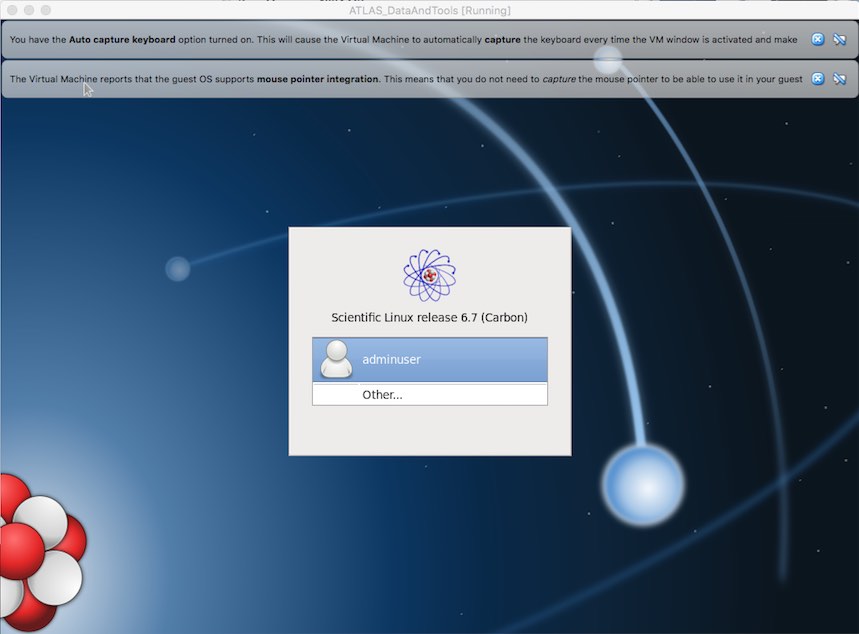 ATLAS_DataAndTools [Running]
You have the Auto capture keyboard option turned on. This will cause the Virtual Machine to automatically capture the keyboard every time the VM window is activated and make
The Virtual Machine reports that the guest OS supports mouse pointer integration. This means that you do not need to capture the mouse pointer to be able to use it in your guest
Scientific Linux release 6.7 (Carbon)
adminuser
Other...